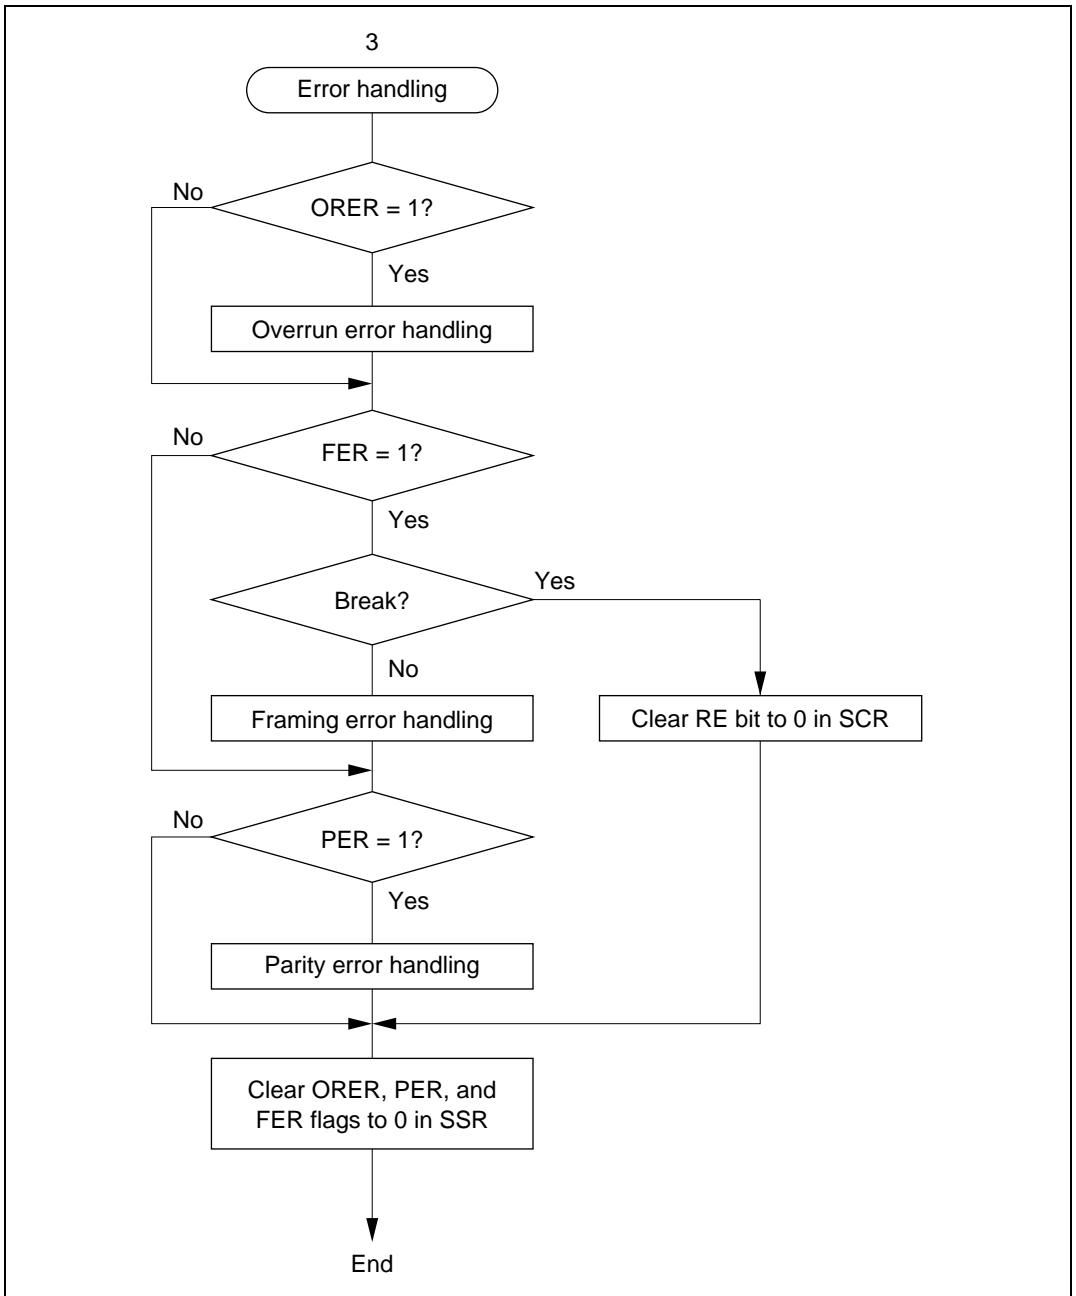 3
Error handling
No
ORER = 1?
Yes
Overrun error handling
No
FER = 1?
Yes
Break?
Yes
No
Framing error handling
Clear RE bit to 0 in SCR
No
PER = 1?
Yes
Parity error handling
Clear ORER, PER, and
FER flags to 0 in SSR
End